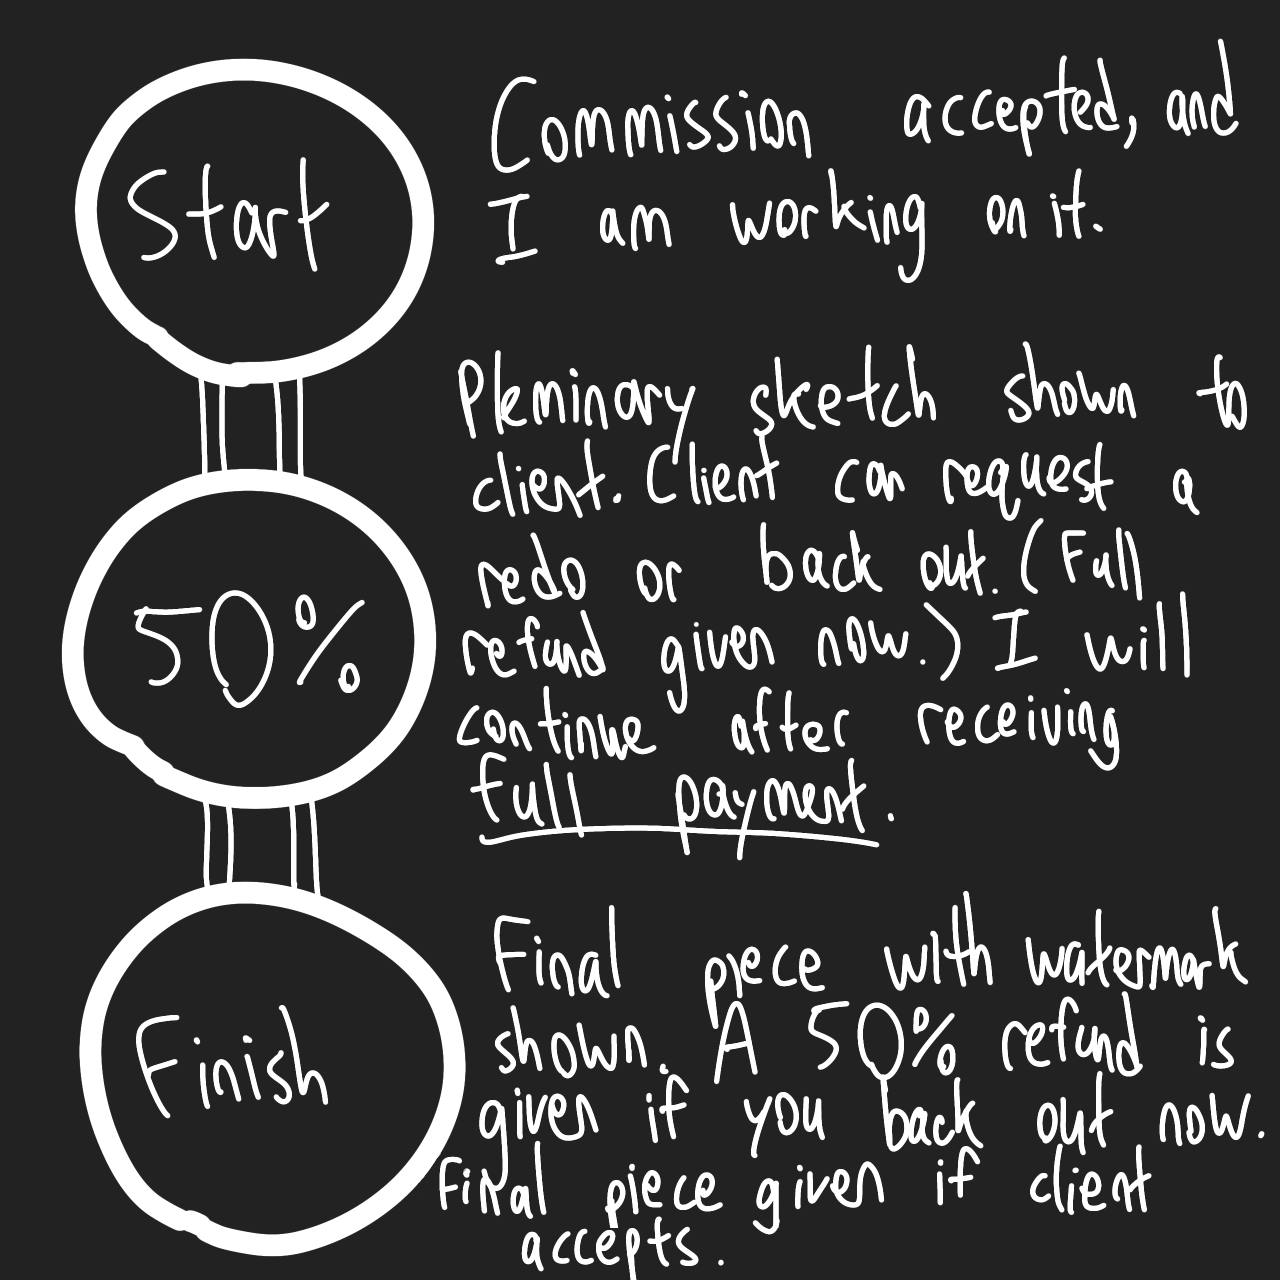 Start
Commission accepted, and
I am working on it.
50%
Pleminary sketch shown to
client. Client can request a
redo or back out. (Full
refund given now.) I will
continue after receiving
full payment.
Finish
Final piece with watermark
shown. A 50% refund is
given if you back out now.
Final piece given if client
accepts.